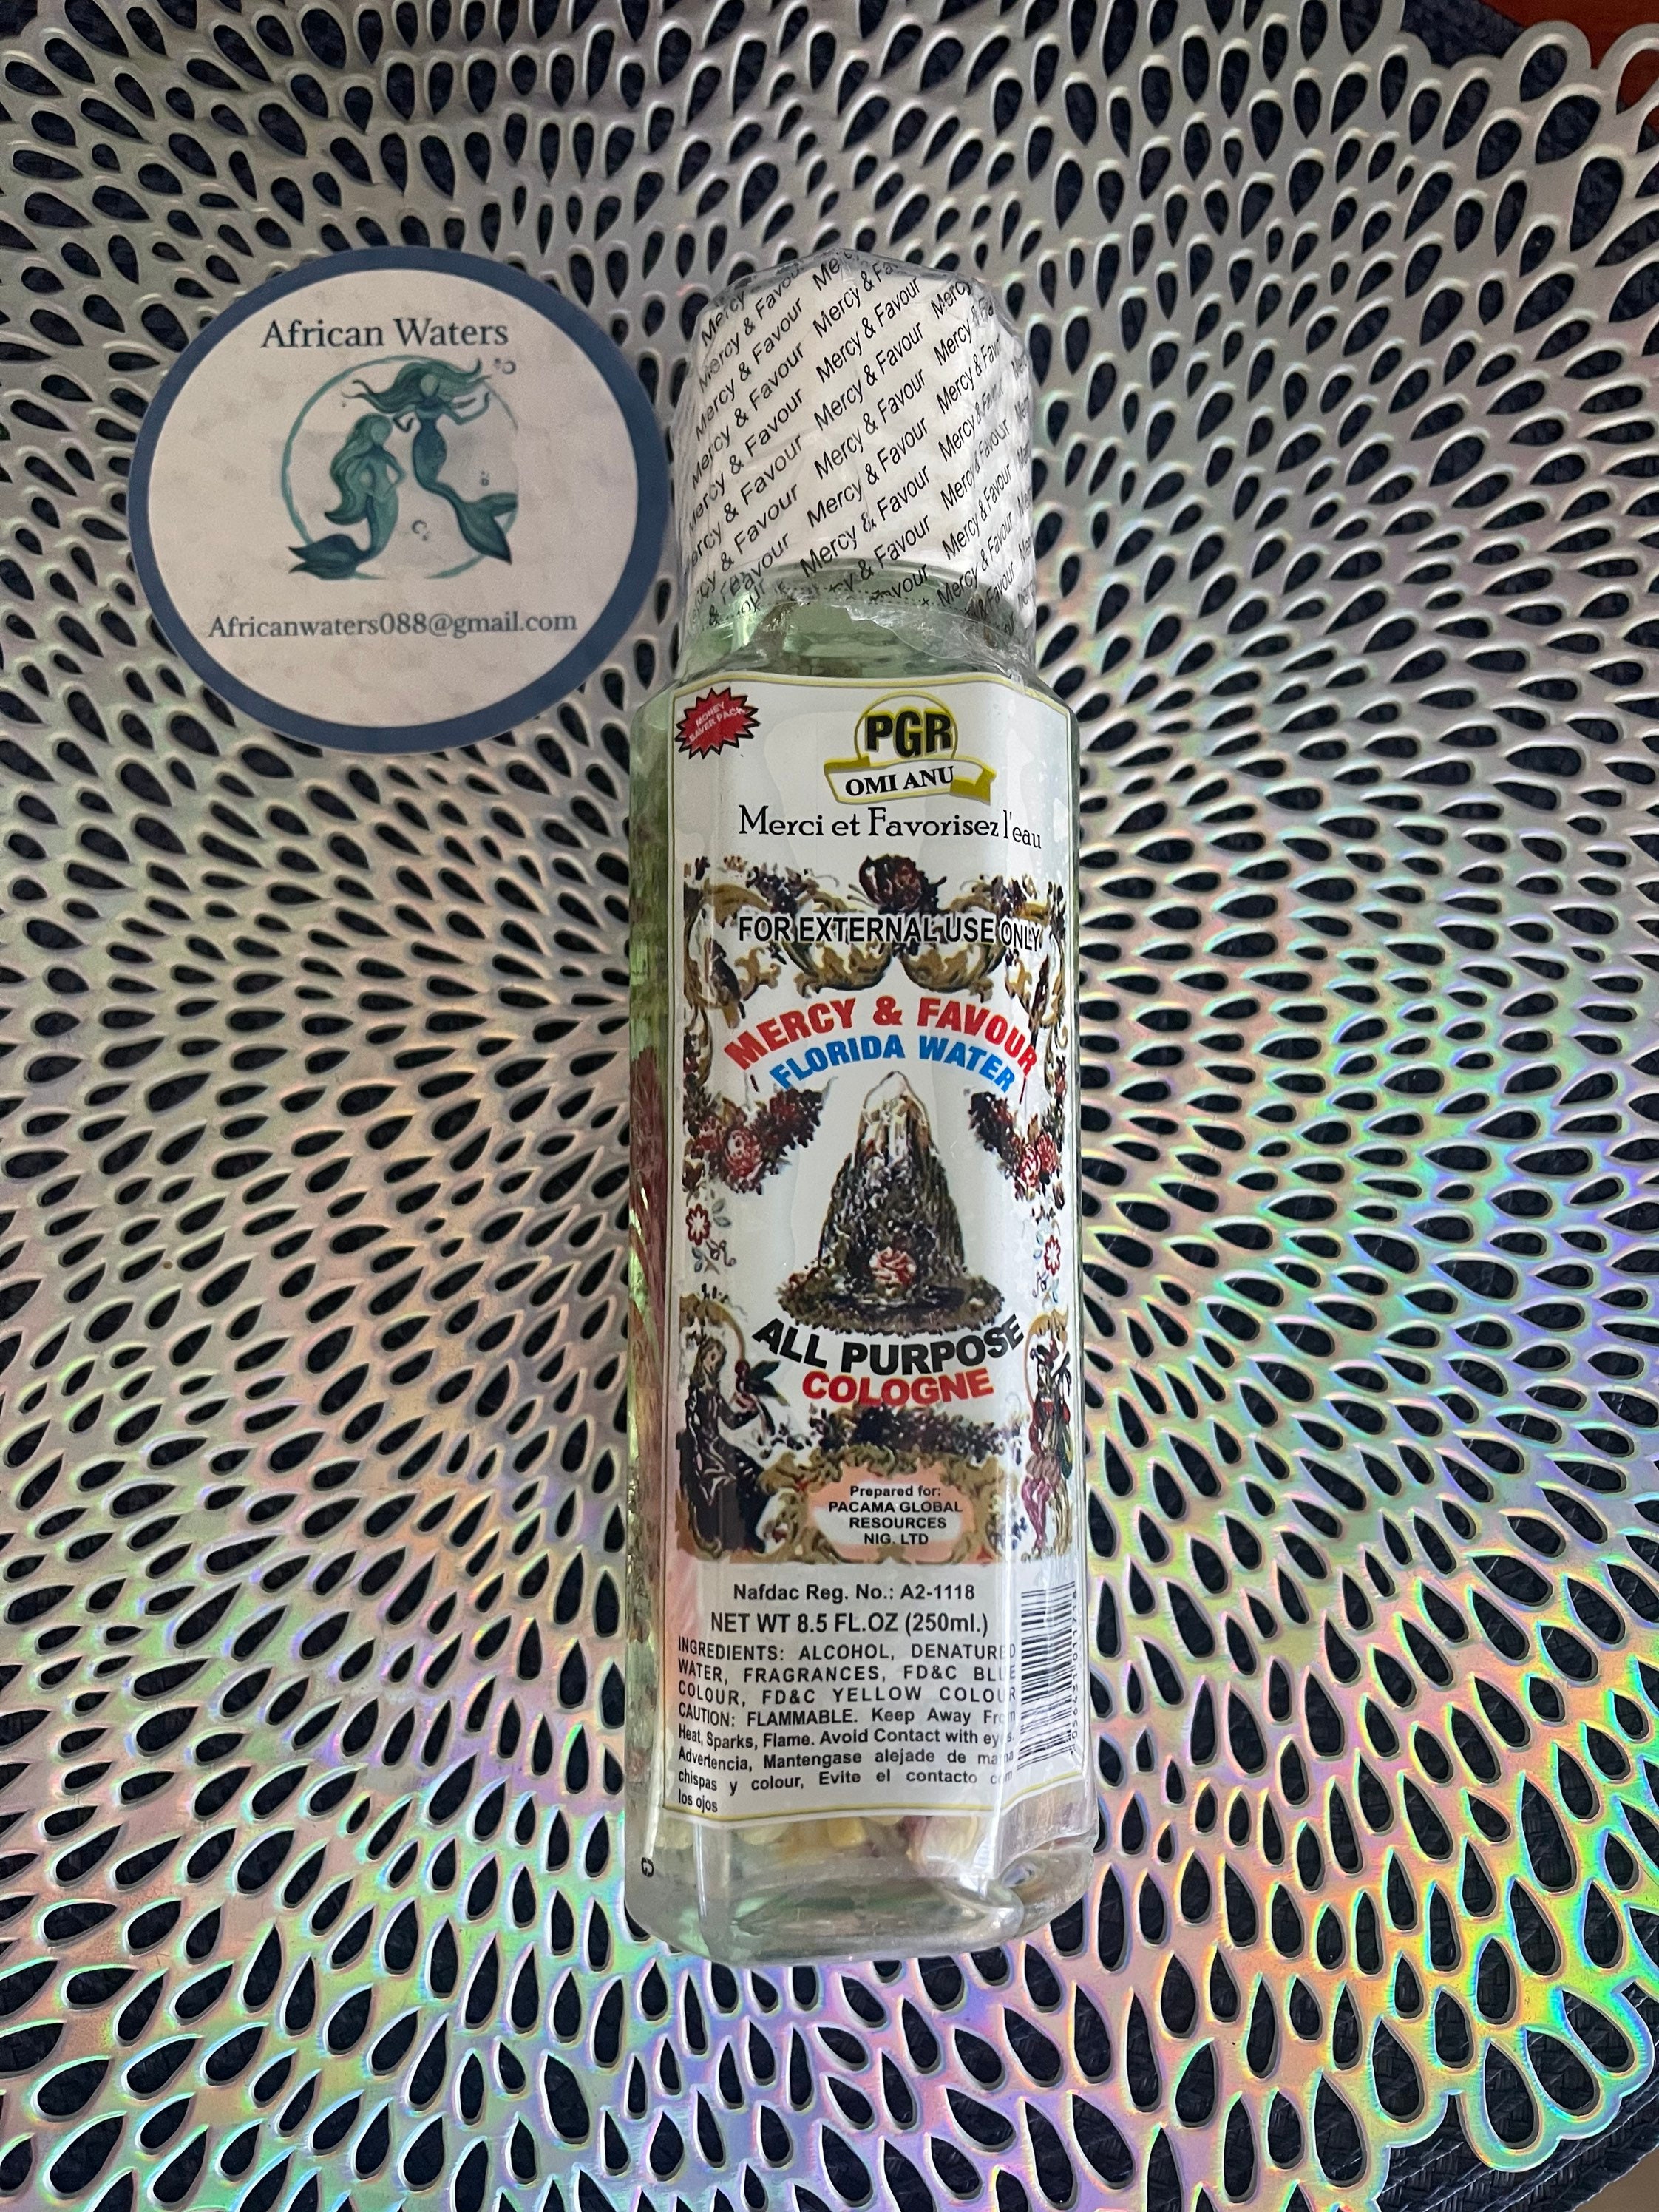 African Waters
Africanwaters088@gmail.com
Mercy & Favour
MONEY
SAVER PACK
PGR
OMI ANU
Merci et Favorisez l'eau
FOR EXTERNAL USE ONLY
MERCY & FAVOUR
FLORIDA WATER
ALL PURPOSE
COLOGNE
Prepared for:
PACAMA GLOBAL
RESOURCES
NIG. LTD
Nafdac Reg. No.: A2-1118
NET WT 8.5 FL.OZ (250ml.)
INGREDIENTS: ALCOHOL, DENATURED
WATER, FRAGRANCES, FD&C BLUE
COLOUR, FD&C YELLOW COLOUR
CAUTION: FLAMMABLE. Keep Away From
Heat, Sparks, Flame. Avoid Contact with eyes.
Advertencia, Mantengase alejade de
chispas y colour, Evite el contacto
los ojos